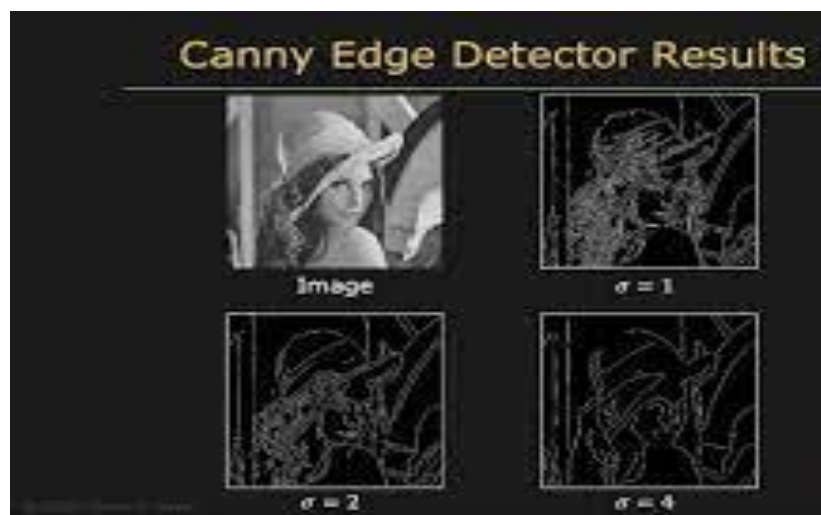 Canny Edge Detector Results
Image
σ = 1
σ = 2
σ = 4